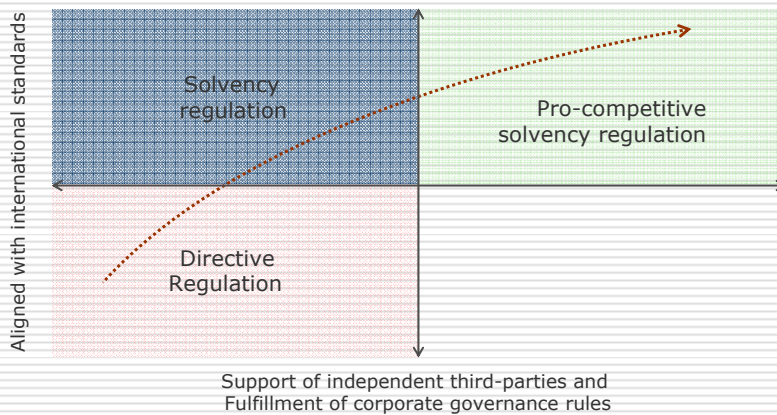 Aligned with international standards
Solvency
regulation
Pro-competitive
solvency regulation
Directive
Regulation
Support of independent third-parties and
Fulfillment of corporate governance rules